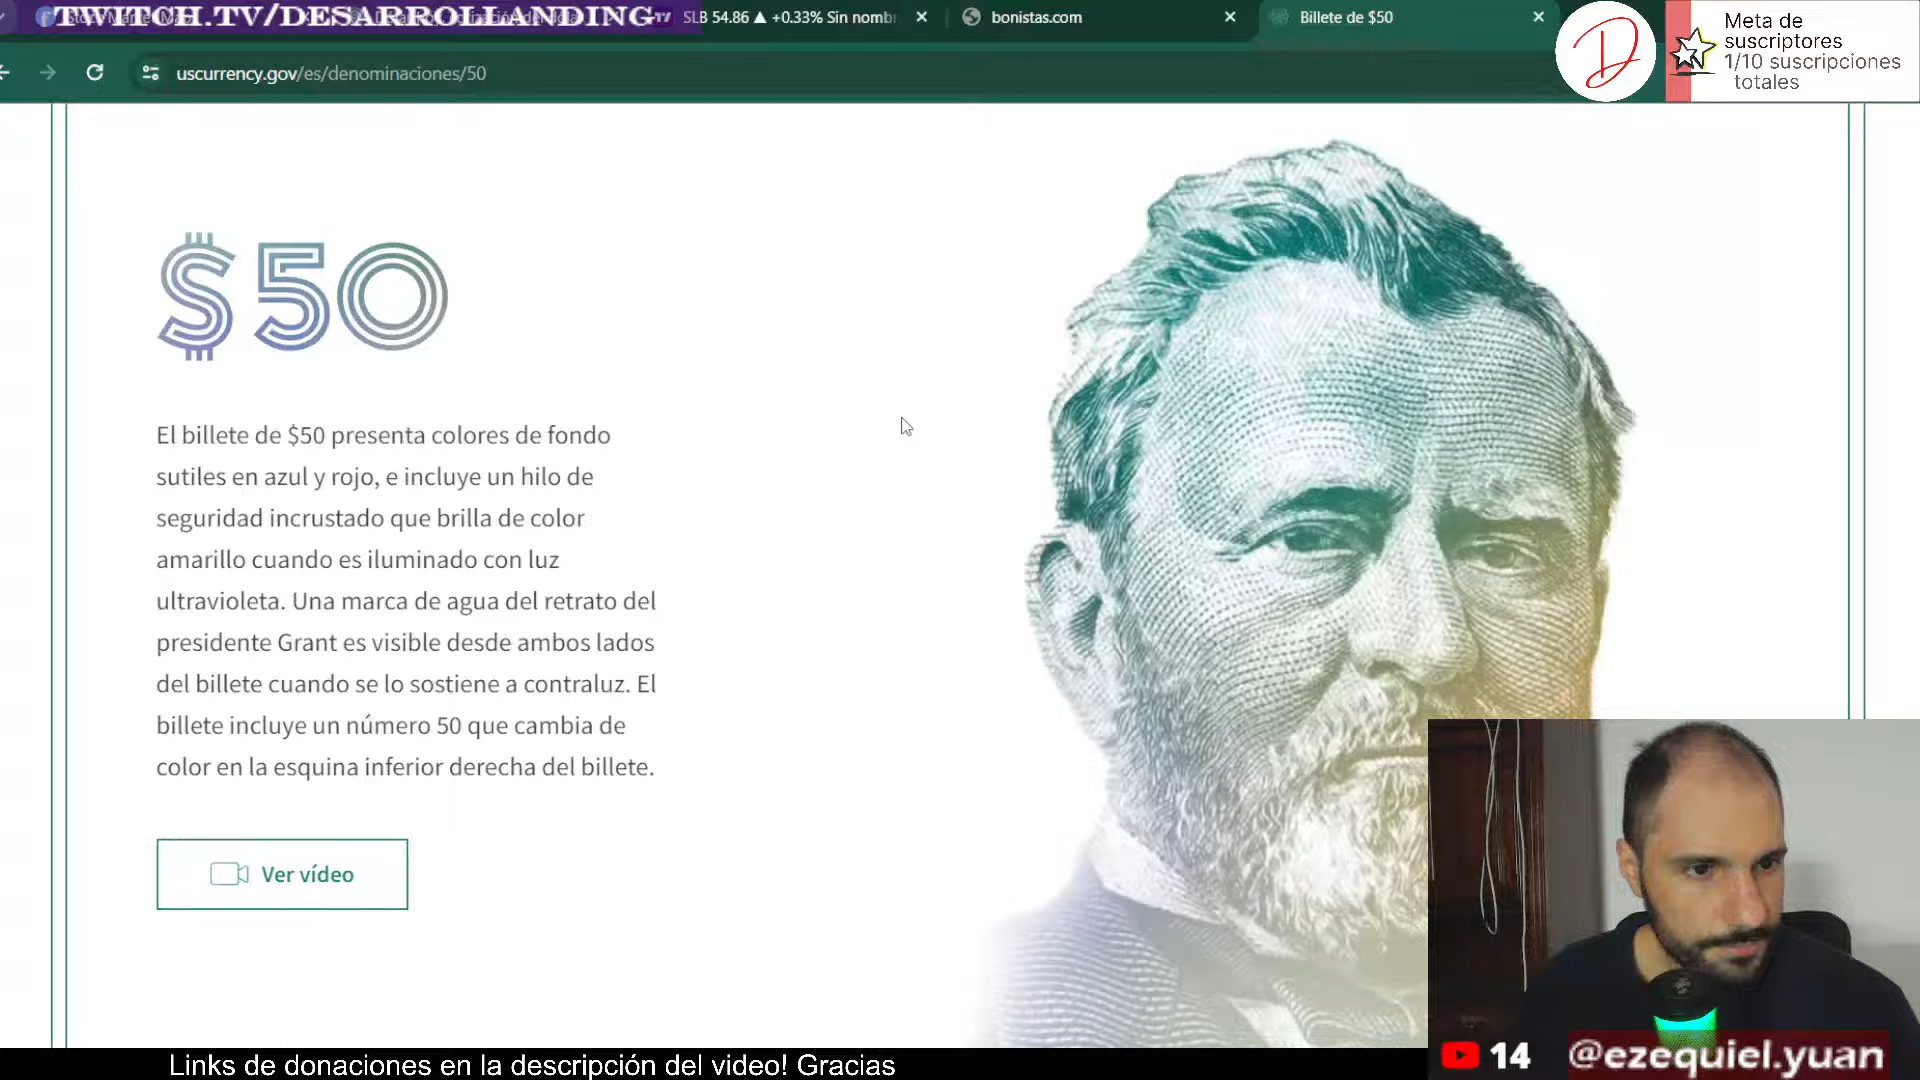 TWITCH.TV/DESARROLLANDING
SLB 54.86 ▲ +0.33% Sin nomb
bonistas.com
Billete de $50
Meta de
suscriptores
1/10 suscripciones
totales
uscurrency.gov/es/denominaciones/50
$50
El billete de $50 presenta colores de fondo
sutiles en azul y rojo, e incluye un hilo de
seguridad incrustado que brilla de color
amarillo cuando es iluminado con luz
ultravioleta. Una marca de agua del retrato del
presidente Grant es visible desde ambos lados
del billete cuando se lo sostiene a contraluz. El
billete incluye un número 50 que cambia de
color en la esquina inferior derecha del billete.
Ver vídeo
14 @ezequiel.yuan
Links de donaciones en la descripción del video! Gracias